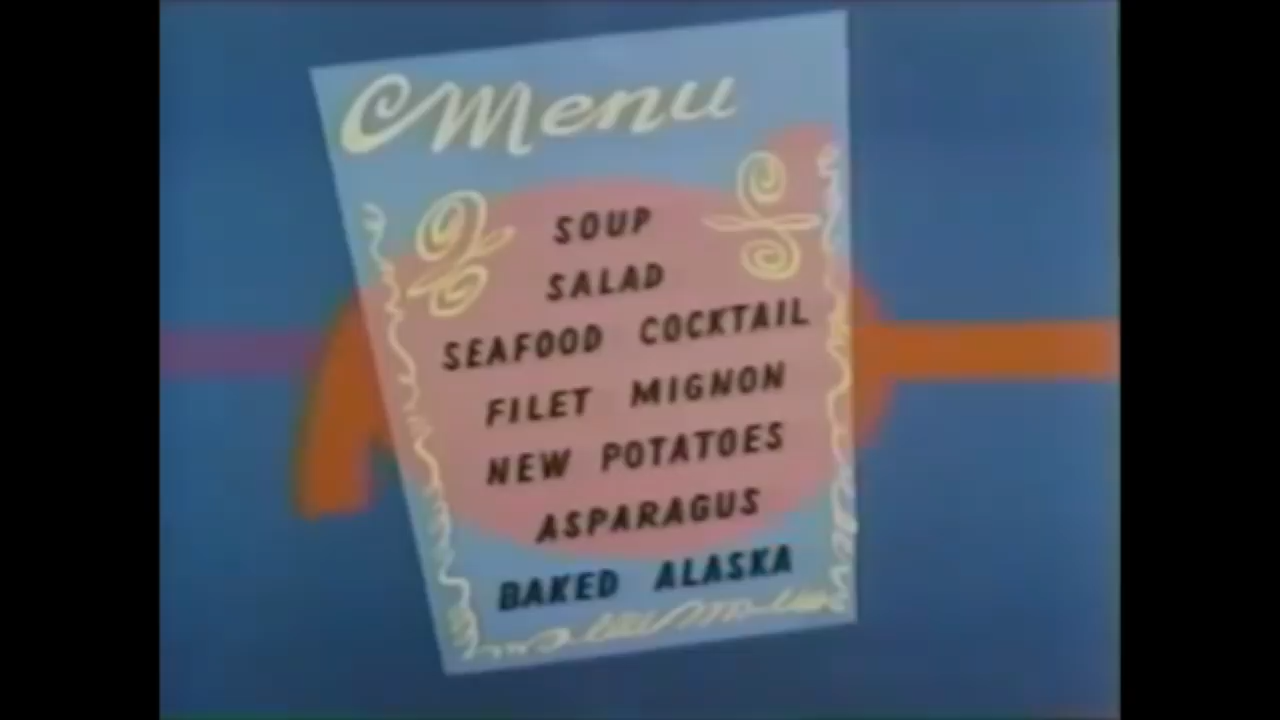 Menu
SOUP
SALAD
SEAFOOD COCKTAIL
FILET MIGNON
NEW POTATOES
ASPARAGUS
BAKED ALASKA